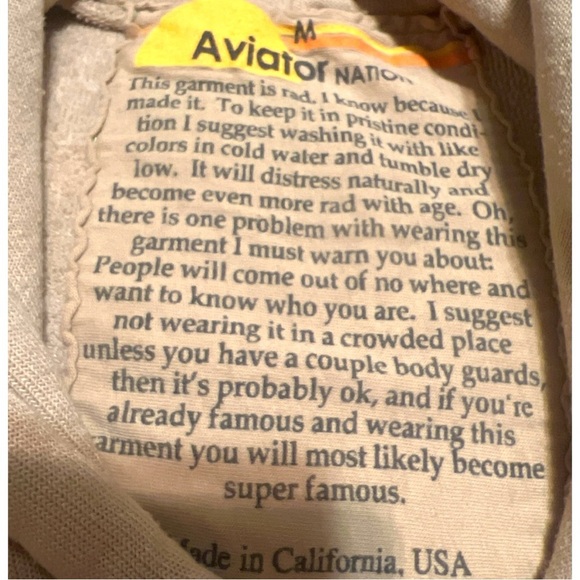 M
Aviator NATION
This garment is rad, I know because I
made it. To keep it in pristine condi-
tion I suggest washing it with like
colors in cold water and tumble dry
low. It will distress naturally and
become even more rad with age. Oh,
there is one problem with wearing this
garment I must warn you about:
People will come out of no where and
want to know who you are. I suggest
not wearing it in a crowded place
unless you have a couple body guards,
then it's probably ok, and if you're
already famous and wearing this
garment you will most likely become
super famous.
Made in California, USA